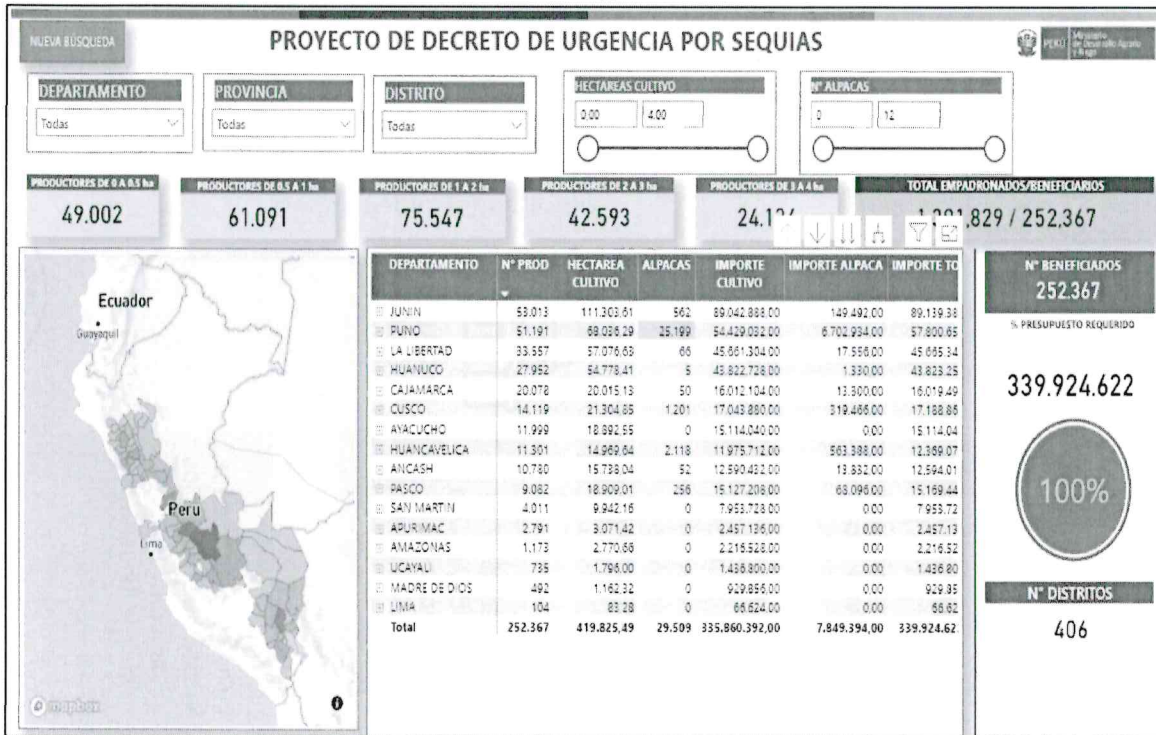 NUEVA BÚSQUEDA
PROYECTO DE DECRETO DE URGENCIA POR SEQUIAS
PERÚ Ministerio de Desarrollo Agrario y Riego
DEPARTAMENTO PROVINCIA DISTRITO HECTAREAS CULTIVO N° ALPACAS
Todas Todas Todas 0.00 4.00 0 12
PRODUCTORES DE 0 A 0.5 ha PRODUCTORES DE 0.5 A 1 ha PRODUCTORES DE 1 A 2 ha PRODUCTORES DE 2 A 3 ha PRODUCTORES DE 3 A 4 ha TOTAL EMPADRONADOS/BENEFICIARIOS
49.002 61.091 75.547 42.593 / 252,367
DEPARTAMENTO N° PROD HECTAREA CULTIVO ALPACAS IMPORTE CULTIVO IMPORTE ALPACA IMPORTE TO
JUNIN 53.013 111.303,61 562 89.042.888,00 149.492,00 89.139.38
PUNO 51.191 68.036,29 25.199 54.429.032,00 6.702.934,00 57.800.65
LA LIBERTAD 33.557 57.076,63 66 45.661.304,00 17.556,00 45.665.34
HUANUCO 27.952 54.778,41 5 43.822.728,00 1.330,00 43.823.25
CAJAMARCA 20.078 20.015,13 50 16.012.104,00 13.300,00 16.019.49
CUSCO 14.119 21.304,85 1.201 17.043.880,00 319.466,00 17.188.86
AYACUCHO 11.999 18.892,55 0 15.114.040,00 0,00 15.114.04
HUANCAVELICA 11.301 14.969,64 2.118 11.975.712,00 563.388,00 12.369.07
ANCASH 10.780 15.738,04 52 12.590.432,00 13.832,00 12.594.01
PASCO 9.082 18.909,01 256 15.127.208,00 68.096,00 15.169.44
SAN MARTIN 4.011 9.942,16 0 7.953.728,00 0,00 7.953.72
APURIMAC 2.791 3.071,42 0 2.457.136,00 0,00 2.457.13
AMAZONAS 1.173 2.770,66 0 2.216.528,00 0,00 2.216.52
UCAYALI 735 1.796,00 0 1.436.800,00 0,00 1.436.80
MADRE DE DIOS 492 1.162,32 0 929.856,00 0,00 929.85
LIMA 104 83,28 0 66.624,00 0,00 66.62
Total 252.367 419.825,49 29.509 335.860.392,00 7.849.394,00 339.924.62
N° BENEFICIADOS
252.367
% PRESUPUESTO REQUERIDO
339.924.622
100%
N° DISTRITOS
406
Ecuador
Guayaquil
Peru
Lima
mapbox